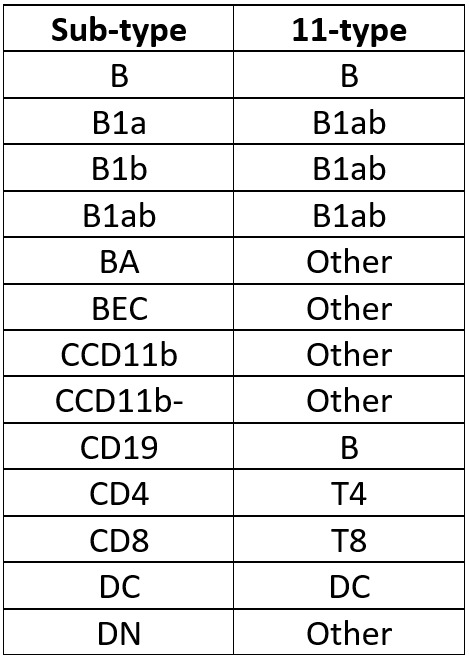 Sub-type 11-type
B B
B1a B1ab
B1b B1ab
B1ab B1ab
BA Other
BEC Other
CCD11b Other
CCD11b- Other
CD19 B
CD4 T4
CD8 T8
DC DC
DN Other